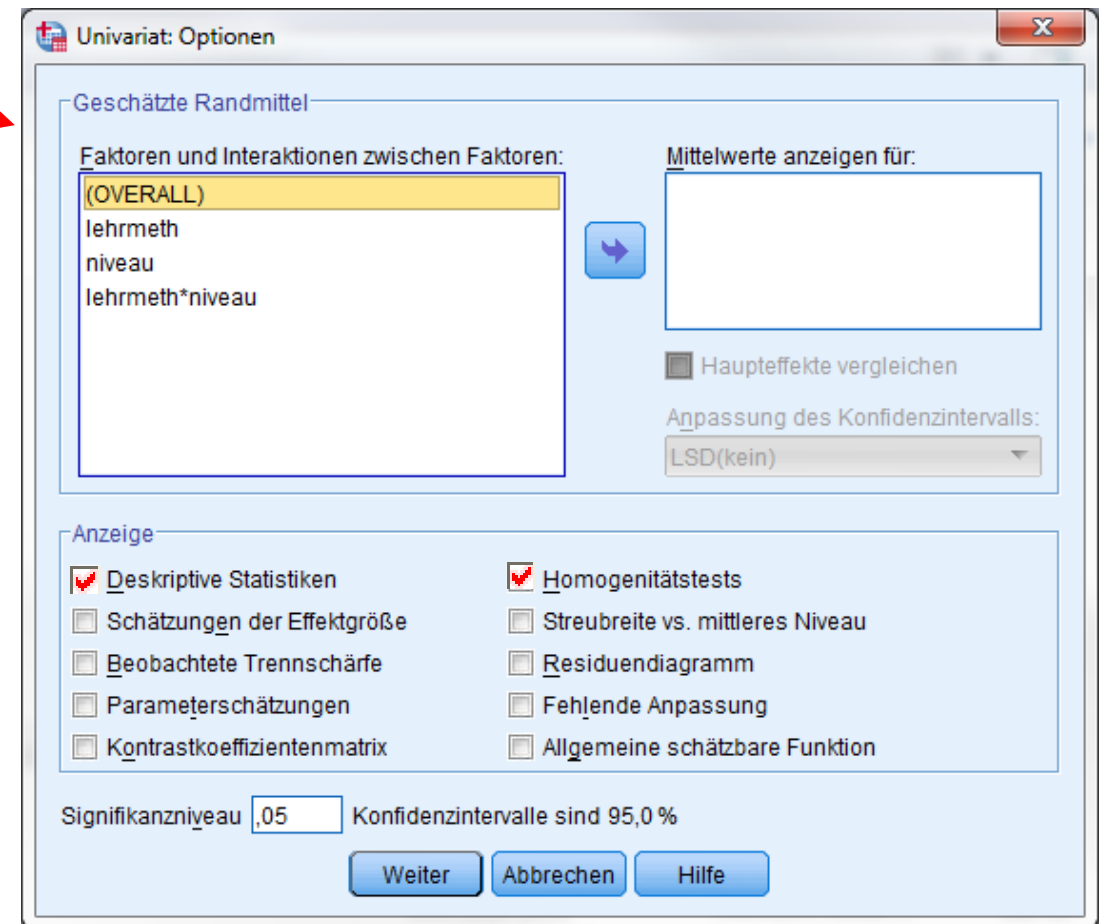 Univariat: Optionen
Geschätzte Randmittel
Faktoren und Interaktionen zwischen Faktoren:
Mittelwerte anzeigen für:
(OVERALL)
lehrmeth
niveau
lehrmeth*niveau
Haupteffekte vergleichen
Anpassung des Konfidenzintervalls:
LSD(kein)
Anzeige
Deskriptive Statistiken
Homogenitätstests
Schätzungen der Effektgröße
Streubreite vs. mittleres Niveau
Beobachtete Trennschärfe
Residuendiagramm
Parameterschätzungen
Fehlende Anpassung
Kontrastkoeffizientenmatrix
Allgemeine schätzbare Funktion
Signifikanzniveau ,05 Konfidenzintervalle sind 95,0 %
Weiter Abbrechen Hilfe